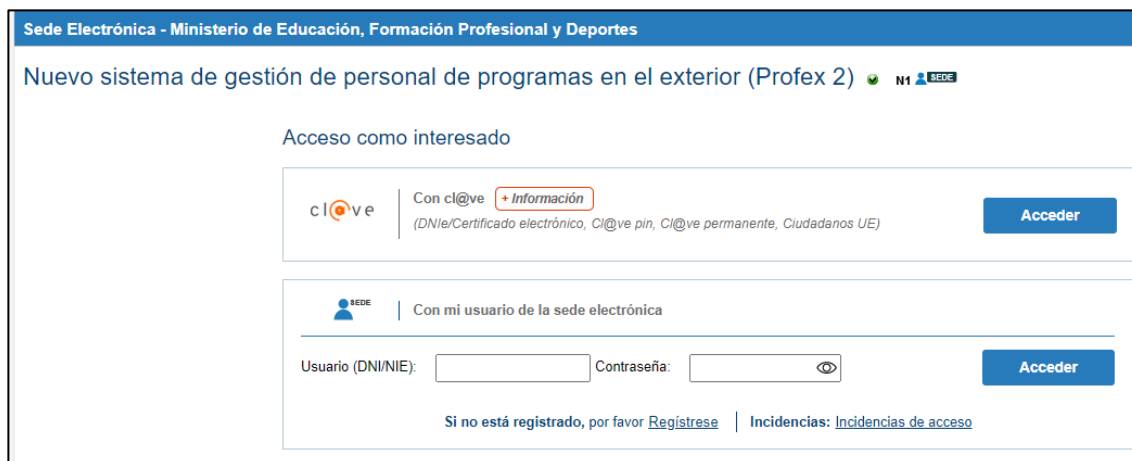 Sede Electrónica - Ministerio de Educación, Formación Profesional y Deportes
Nuevo sistema de gestión de personal de programas en el exterior (Profex 2) N1 SEDE
Acceso como interesado
cl@ve
Con cl@ve + Información
(DNIe/Certificado electrónico, Cl@ve pin, Cl@ve permanente, Ciudadanos UE)
Acceder
SEDE
Con mi usuario de la sede electrónica
Usuario (DNI/NIE): Contraseña: Acceder
Si no está registrado, por favor Regístrese Incidencias: Incidencias de acceso